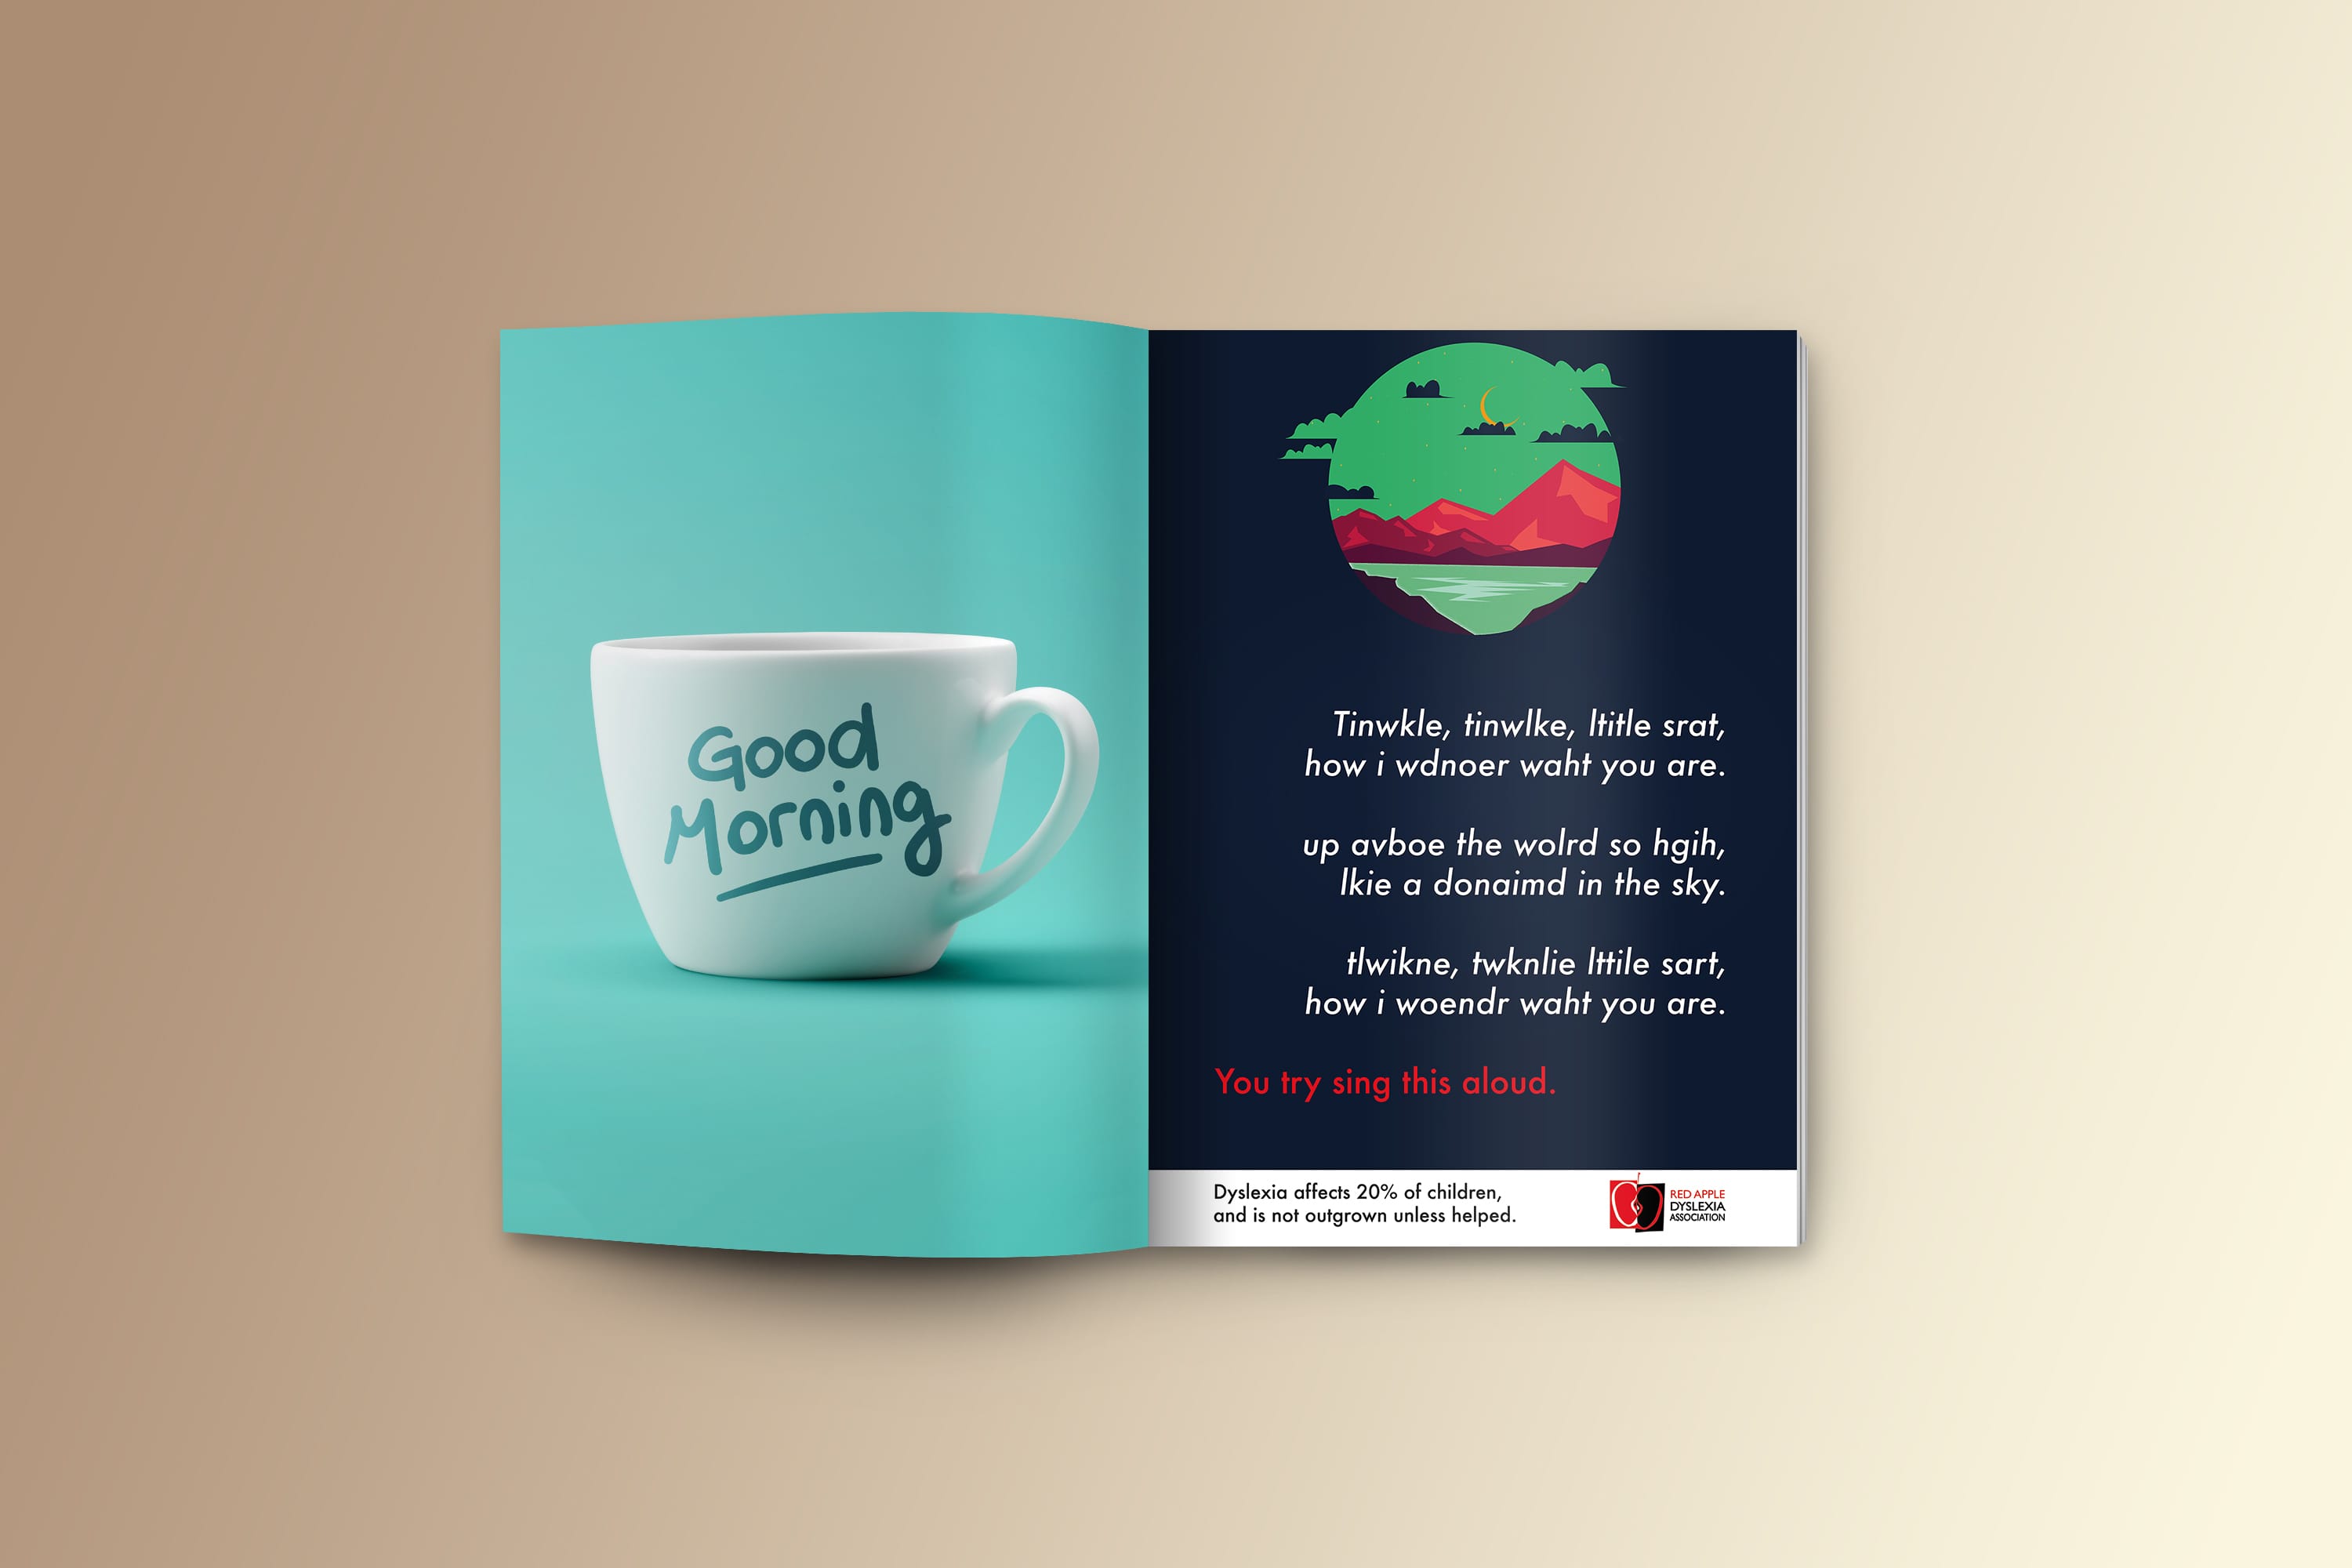 Good
Morning
Tinwkle, tinwlke, ltitle srat,
how i wdnoer waht you are.
up avboe the wolrd so hgih,
lkie a donaimd in the sky.
tlwikne, twknlie lttile sart,
how i woendr waht you are.
You try sing this aloud.
Dyslexia affects 20% of children,
and is not outgrown unless helped.
RED APPLE
DYSLEXIA
ASSOCIATION